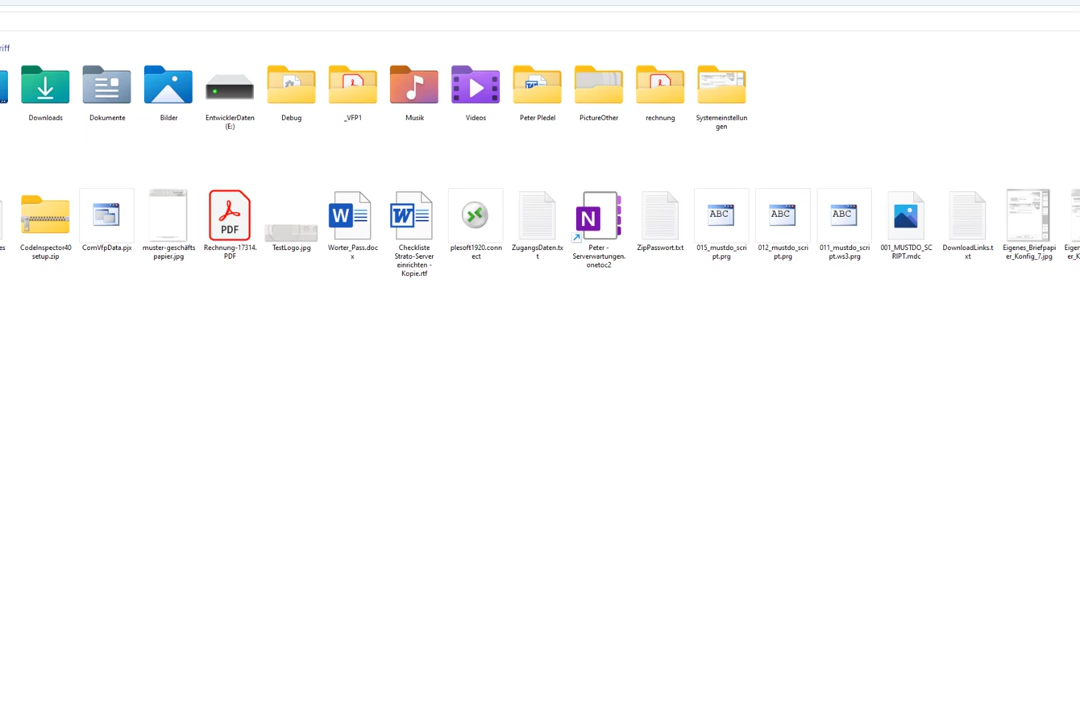 riff
Downloads
Dokumente
Bilder
EntwicklerDaten
(E:)
Debug
_VFP1
Musik
Videos
Peter Pledel
PictureOther
rechnung
Systemeinstellun
gen
es
CodeInspector40
setup.zip
ComVfpData.pjx
muster-geschäfts
papier.jpg
PDF
Rechnung-17314.
PDF
TestLogo.jpg
W
Worter_Pass.doc
x
W
Checkliste
Strato-Server
einrichten -
Kopie.rtf
plesoft1920.conn
ect
ZugangsDaten.tx
t
N
Peter -
Serverwartungen.
onetoc2
ZipPasswort.txt
ABC
015_mustdo_scri
pt.prg
ABC
012_mustdo_scri
pt.prg
ABC
011_mustdo_scri
pt.ws3.prg
001_MUSTDO_SC
RIPT.mdc
DownloadLinks.t
xt
Eigenes_Briefpapi
er_Konfig_7.jpg
Eigen
er_K